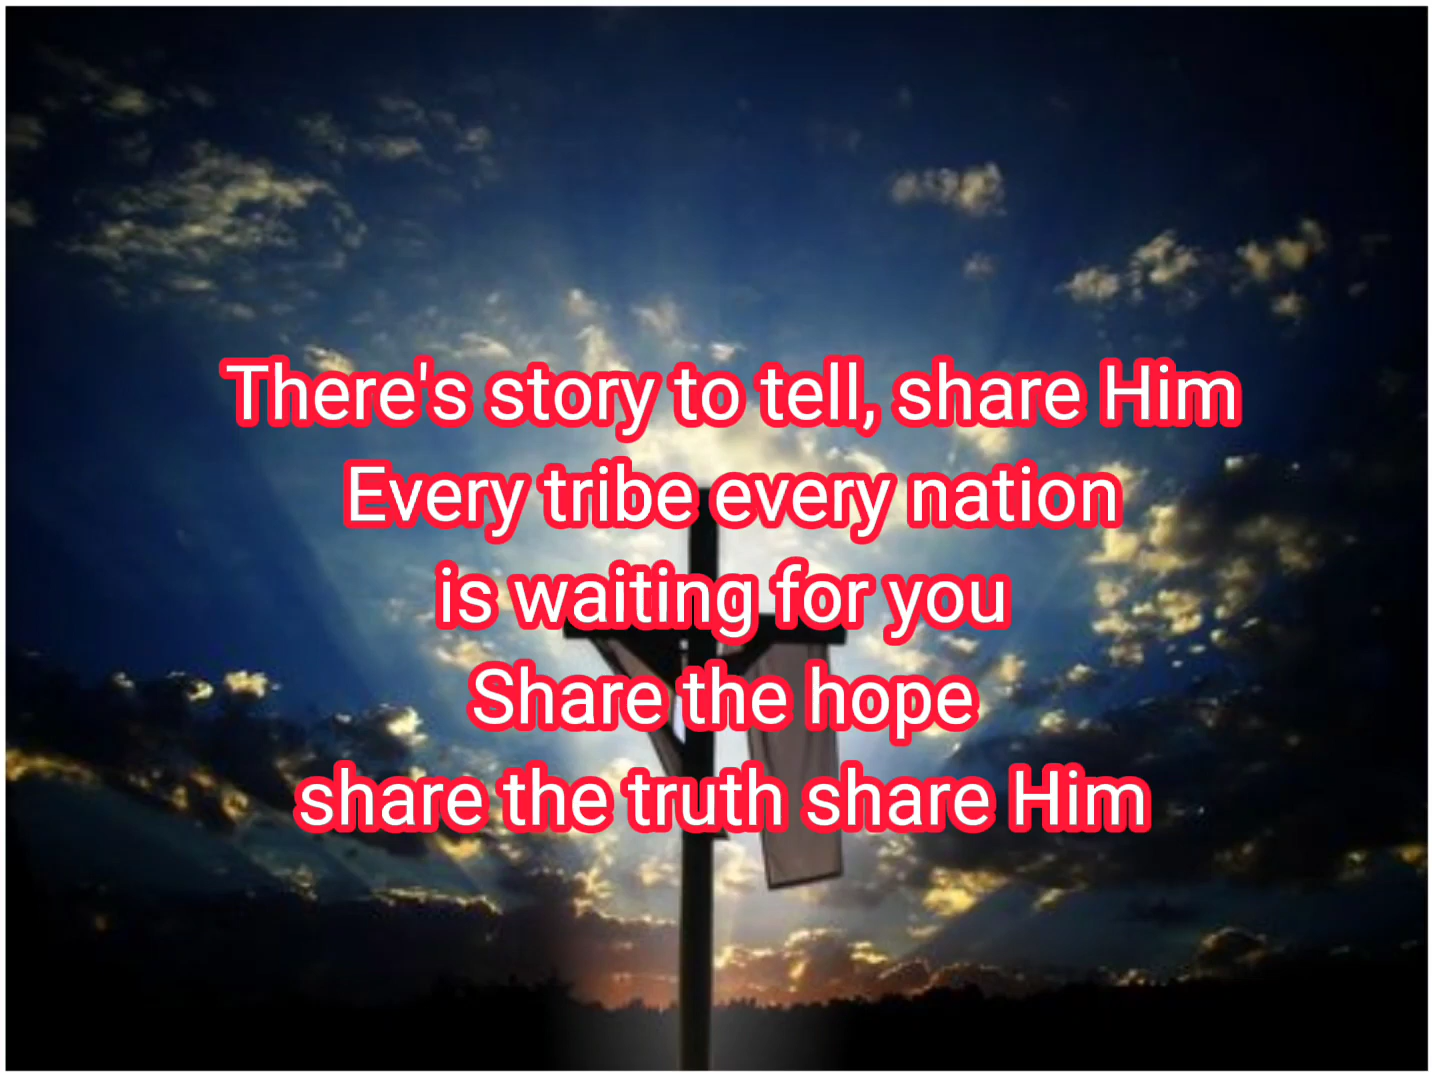 There's story to tell, share Him
Every tribe every nation
is waiting for you
Share the hope
share the truth share Him